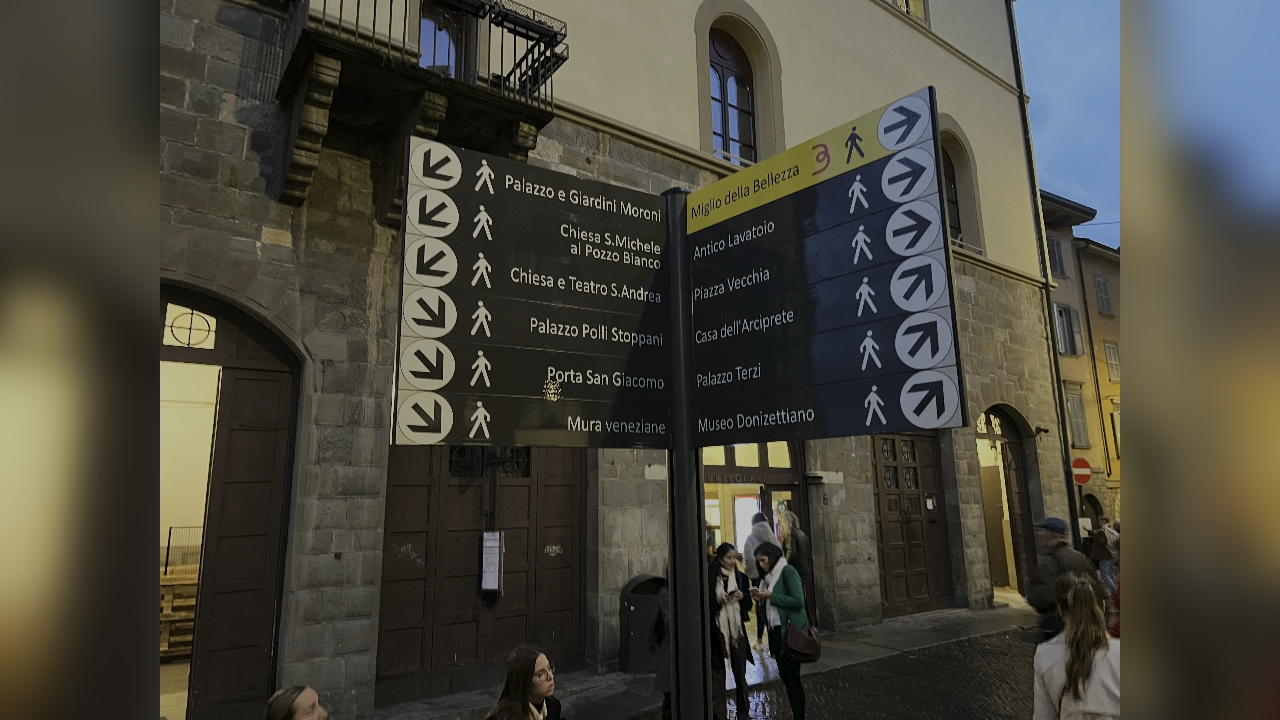 Palazzo e Giardini Moroni
Chiesa S.Michele
al Pozzo Bianco
Chiesa e Teatro S.Andrea
Palazzo Polli Stoppani
Porta San Giacomo
Mura veneziane
Miglio della Bellezza 3
Antico Lavatoio
Piazza Vecchia
Casa dell'Arciprete
Palazzo Terzi
Museo Donizettiano